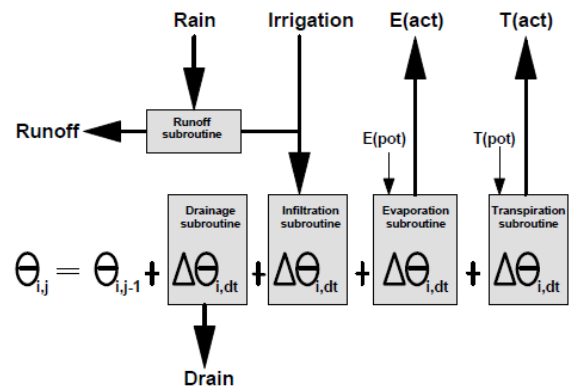 Rain Irrigation E(act) T(act)
Runoff
subroutine
Runoff
E(pot) T(pot)
Drainage
subroutine
Infiltration
subroutine
Evaporation
subroutine
Transpiration
subroutine
Θi,j = Θi,j-1 + ΔΘi,dt + ΔΘi,dt + ΔΘi,dt + ΔΘi,dt
Drain